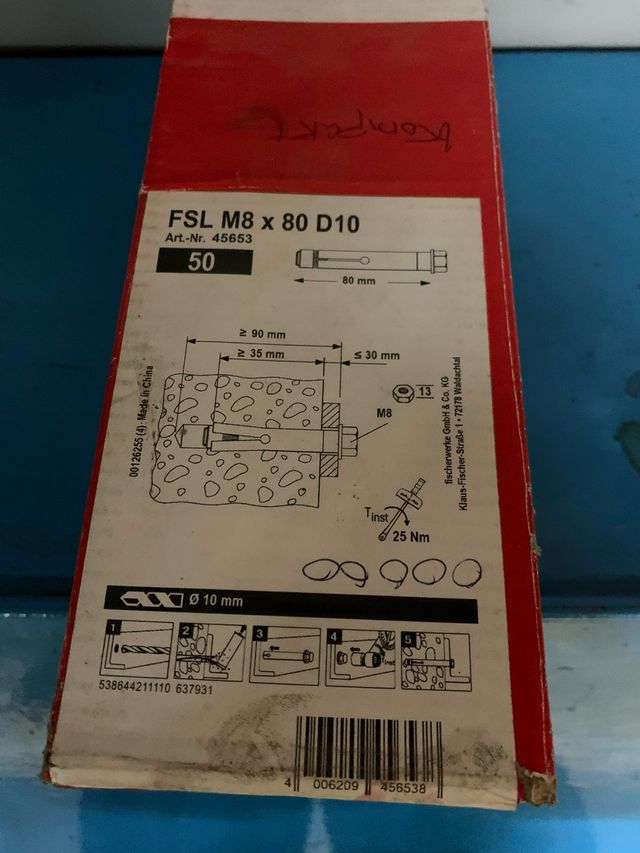 Kompakt
FSL M8 x 80 D10
Art.-Nr. 45653
50
80 mm
≥ 90 mm
≥ 35 mm
≤ 30 mm
13
M8
00126255 (4) · Made in China
fischerwerke GmbH & Co. KG
Klaus-Fischer-Straße 1 · 72178 Waldachtal
Tinst
25 Nm
Ø 10 mm
1
2
3
4
Tinst
5
538644211110 637931
4 006209 456538